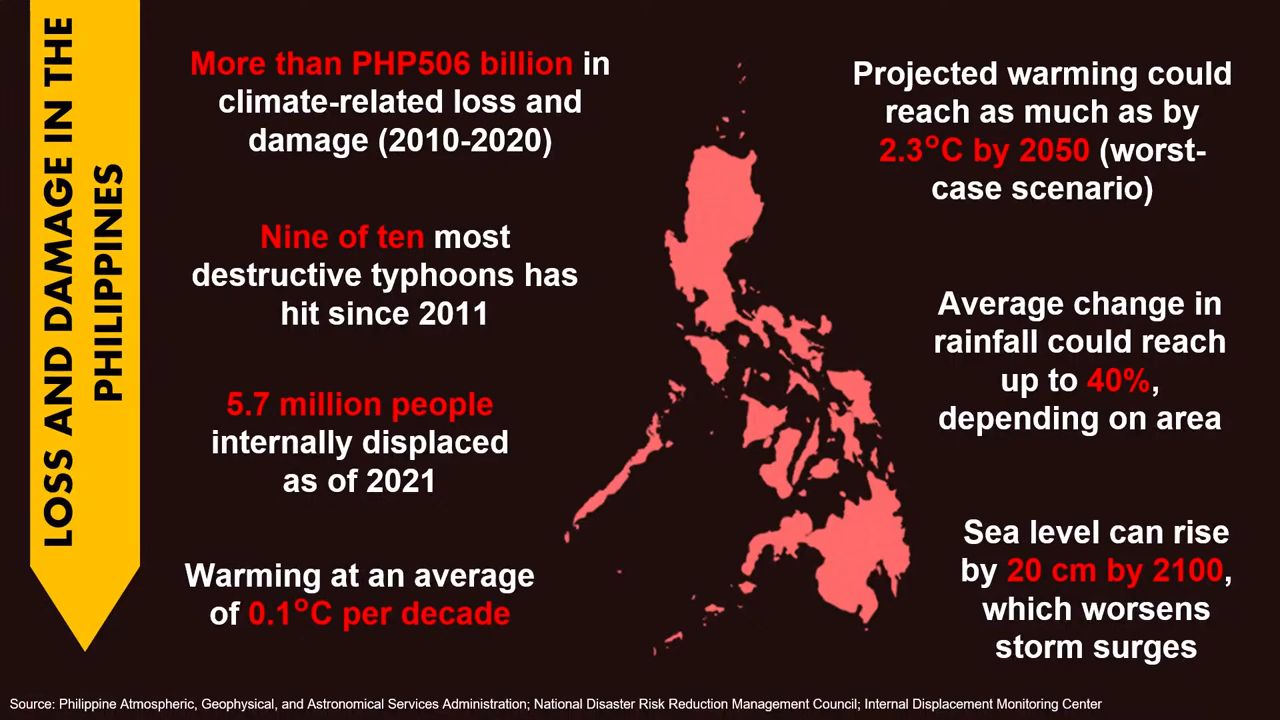 LOSS AND DAMAGE IN THE
PHILIPPINES
More than PHP506 billion in
climate-related loss and
damage (2010-2020)
Nine of ten most
destructive typhoons has
hit since 2011
5.7 million people
internally displaced
as of 2021
Warming at an average
of 0.1°C per decade
Projected warming could
reach as much as by
2.3°C by 2050 (worst-
case scenario)
Average change in
rainfall could reach
up to 40%,
depending on area
Sea level can rise
by 20 cm by 2100,
which worsens
storm surges
Source: Philippine Atmospheric, Geophysical, and Astronomical Services Administration; National Disaster Risk Reduction Management Council; Internal Displacement Monitoring Center